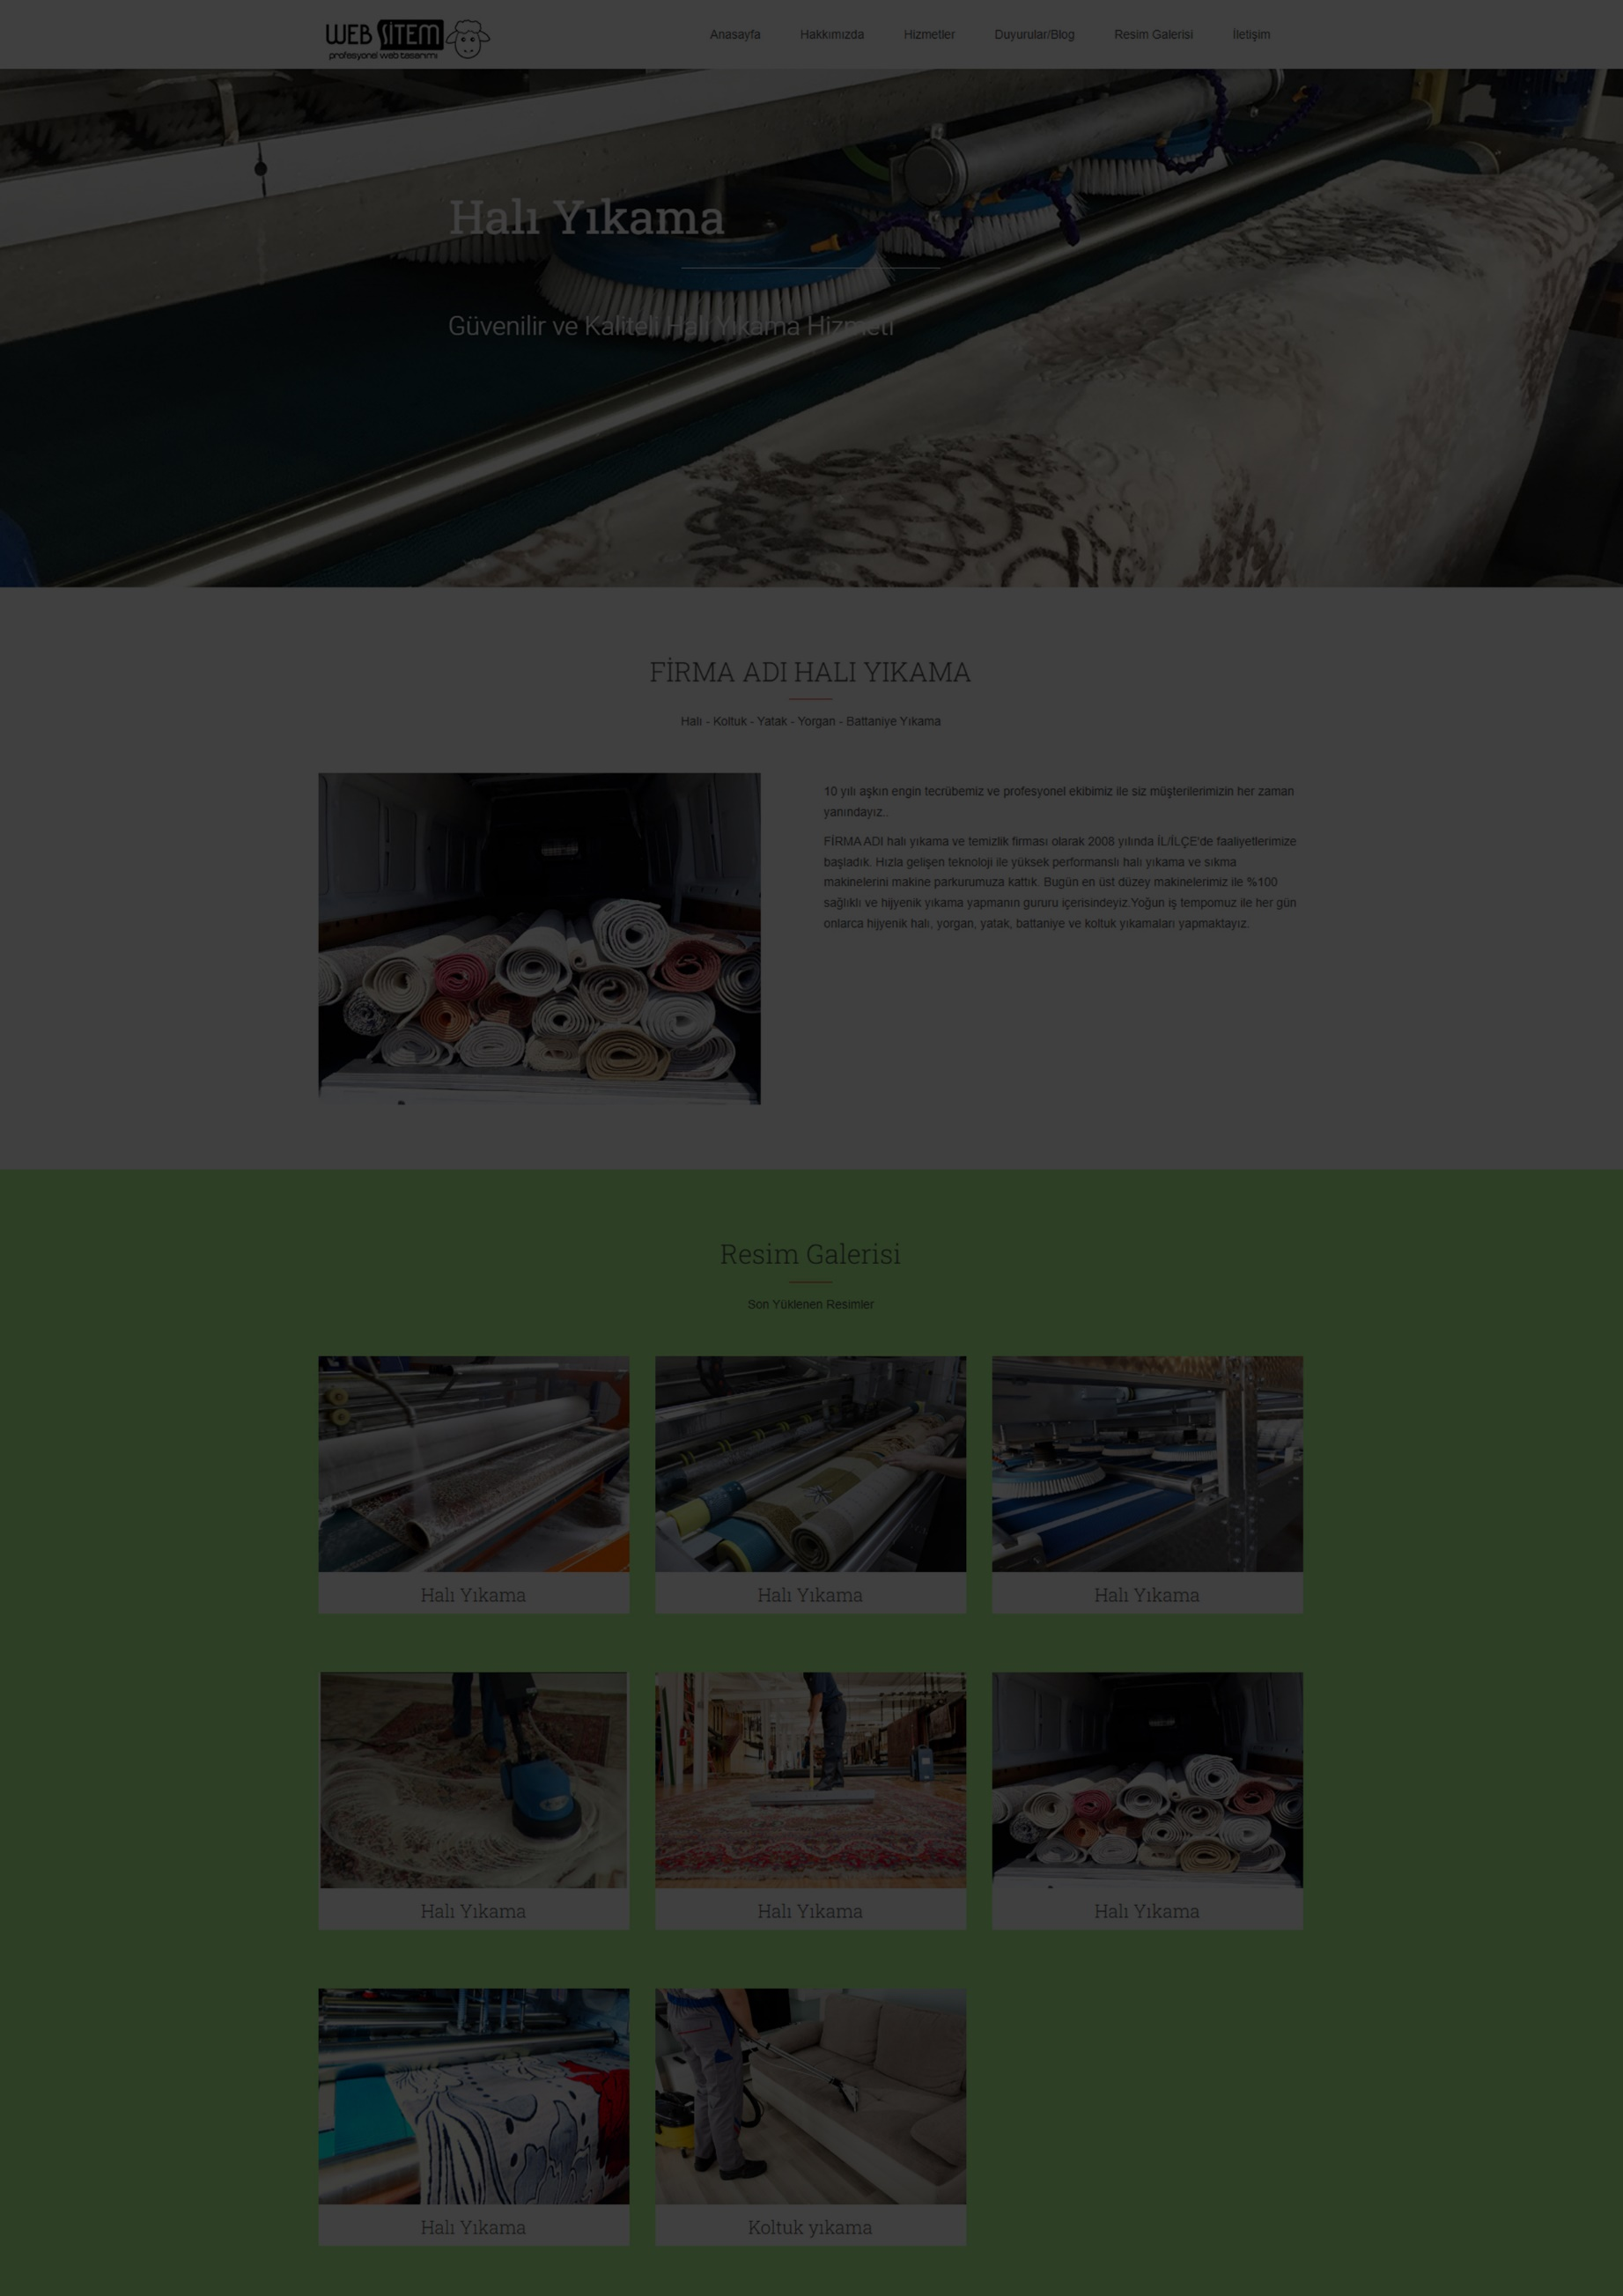 WEB SİTEM
profesyonel web tasarımı
Anasayfa
Hakkımızda
Hizmetler
Duyurular/Blog
Resim Galerisi
İletişim
Halı Yıkama
Güvenilir ve Kaliteli Halı Yıkama Hizmeti
FİRMA ADI HALI YIKAMA
Halı - Koltuk - Yatak - Yorgan - Battaniye Yıkama
10 yılı aşkın engin tecrübemiz ve profesyonel ekibimiz ile siz müşterilerimizin her zaman
yanındayız..
FİRMA ADI halı yıkama ve temizlik firması olarak 2008 yılında İL/İLÇE'de faaliyetlerimize
başladık. Hızla gelişen teknoloji ile yüksek performanslı halı yıkama ve sıkma
makinelerini makine parkurumuza kattık. Bugün en üst düzey makinelerimiz ile %100
sağlıklı ve hijyenik yıkama yapmanın gururu içerisindeyiz.Yoğun iş tempomuz ile her gün
onlarca hijyenik halı, yorgan, yatak, battaniye ve koltuk yıkamaları yapmaktayız.
Resim Galerisi
Son Yüklenen Resimler
Halı Yıkama
Halı Yıkama
Halı Yıkama
Halı Yıkama
Halı Yıkama
Halı Yıkama
Halı Yıkama
Koltuk yıkama